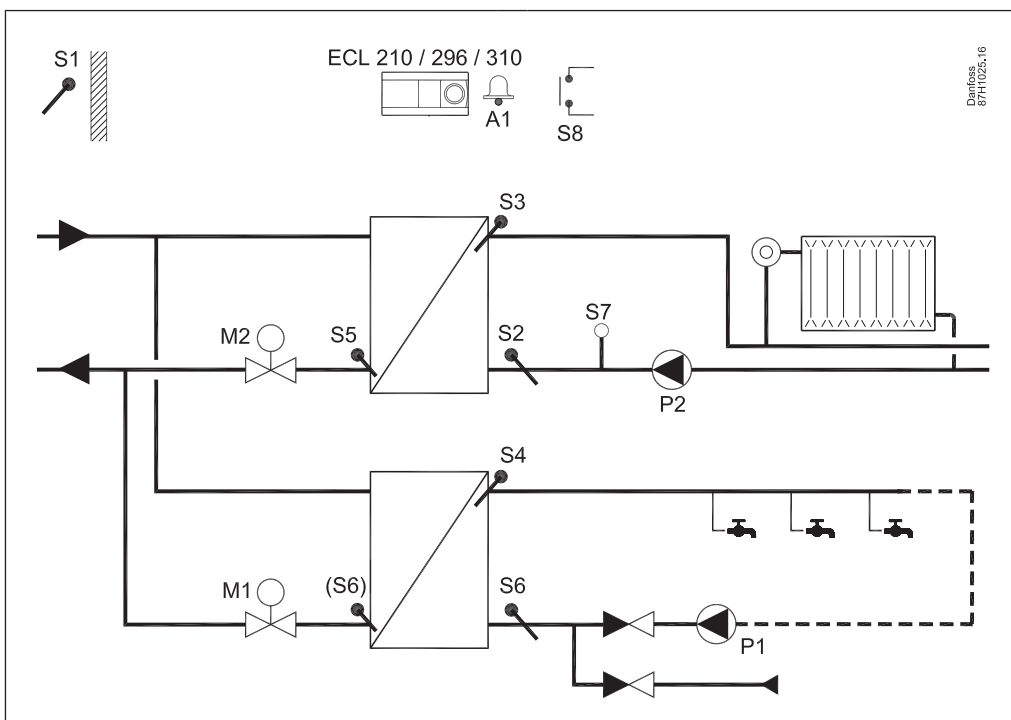 S1
ECL 210 / 296 / 310
A1
S8
Danfoss
87H1025.16
S3
M2
S5
S2
S7
P2
S4
M1
(S6)
S6
P1